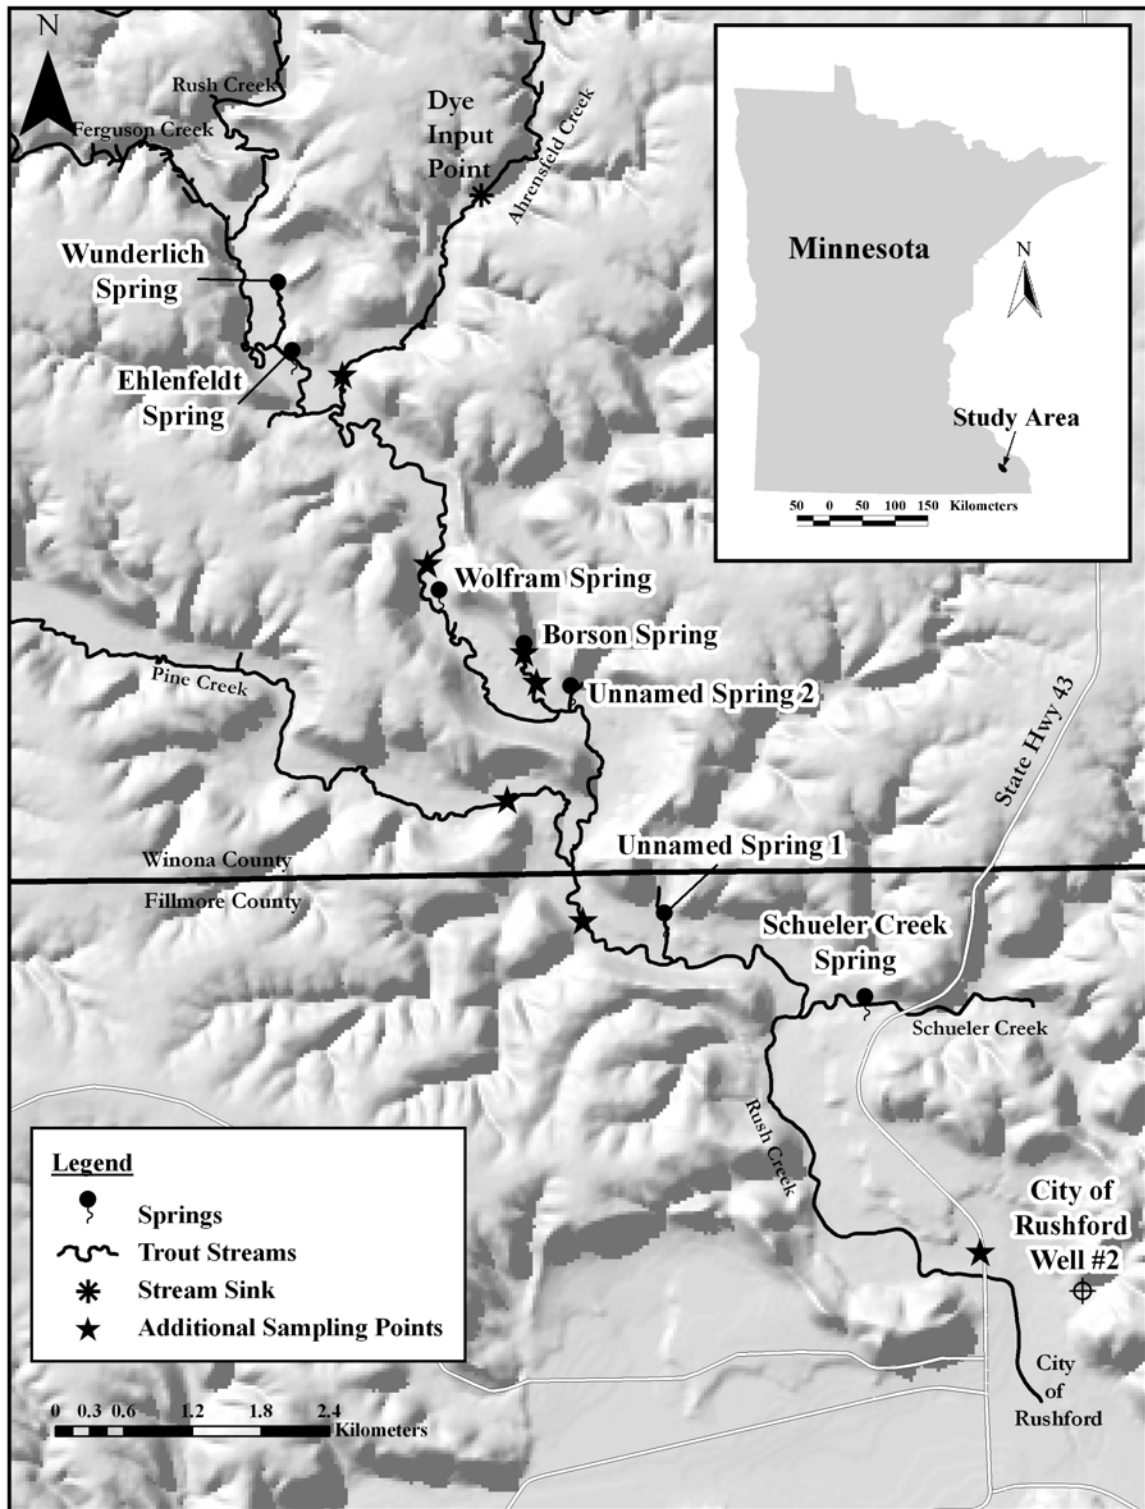 N
Rush Creek
Ferguson Creek
Dye
Input
Point
Ahrensfeld Creek
Wunderlich
Spring
Ehlenfeldt
Spring
Wolfram Spring
Borson Spring
Unnamed Spring 2
Pine Creek
State Hwy 43
Winona County
Fillmore County
Unnamed Spring 1
Schueler Creek
Spring
Schueler Creek
Rush Creek
City of
Rushford
Well #2
City
of
Rushford
Minnesota
N
Study Area
50 0 50 100 150 Kilometers
Legend
Springs
Trout Streams
Stream Sink
Additional Sampling Points
0 0.3 0.6 1.2 1.8 2.4
Kilometers